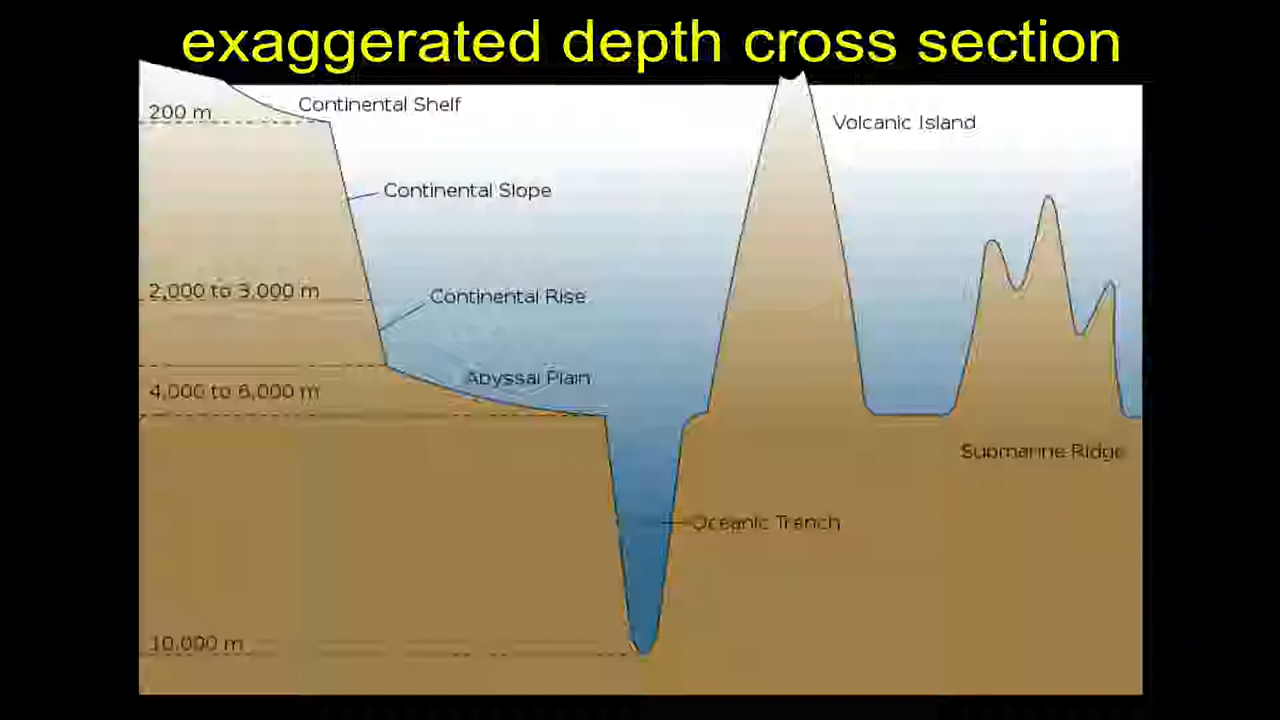 exaggerated depth cross section
200 m
Continental Shelf
Volcanic Island
Continental Slope
2,000 to 3,000 m
Continental Rise
Abyssal Plain
4,000 to 6,000 m
Submarine Ridge
Oceanic Trench
10,000 m